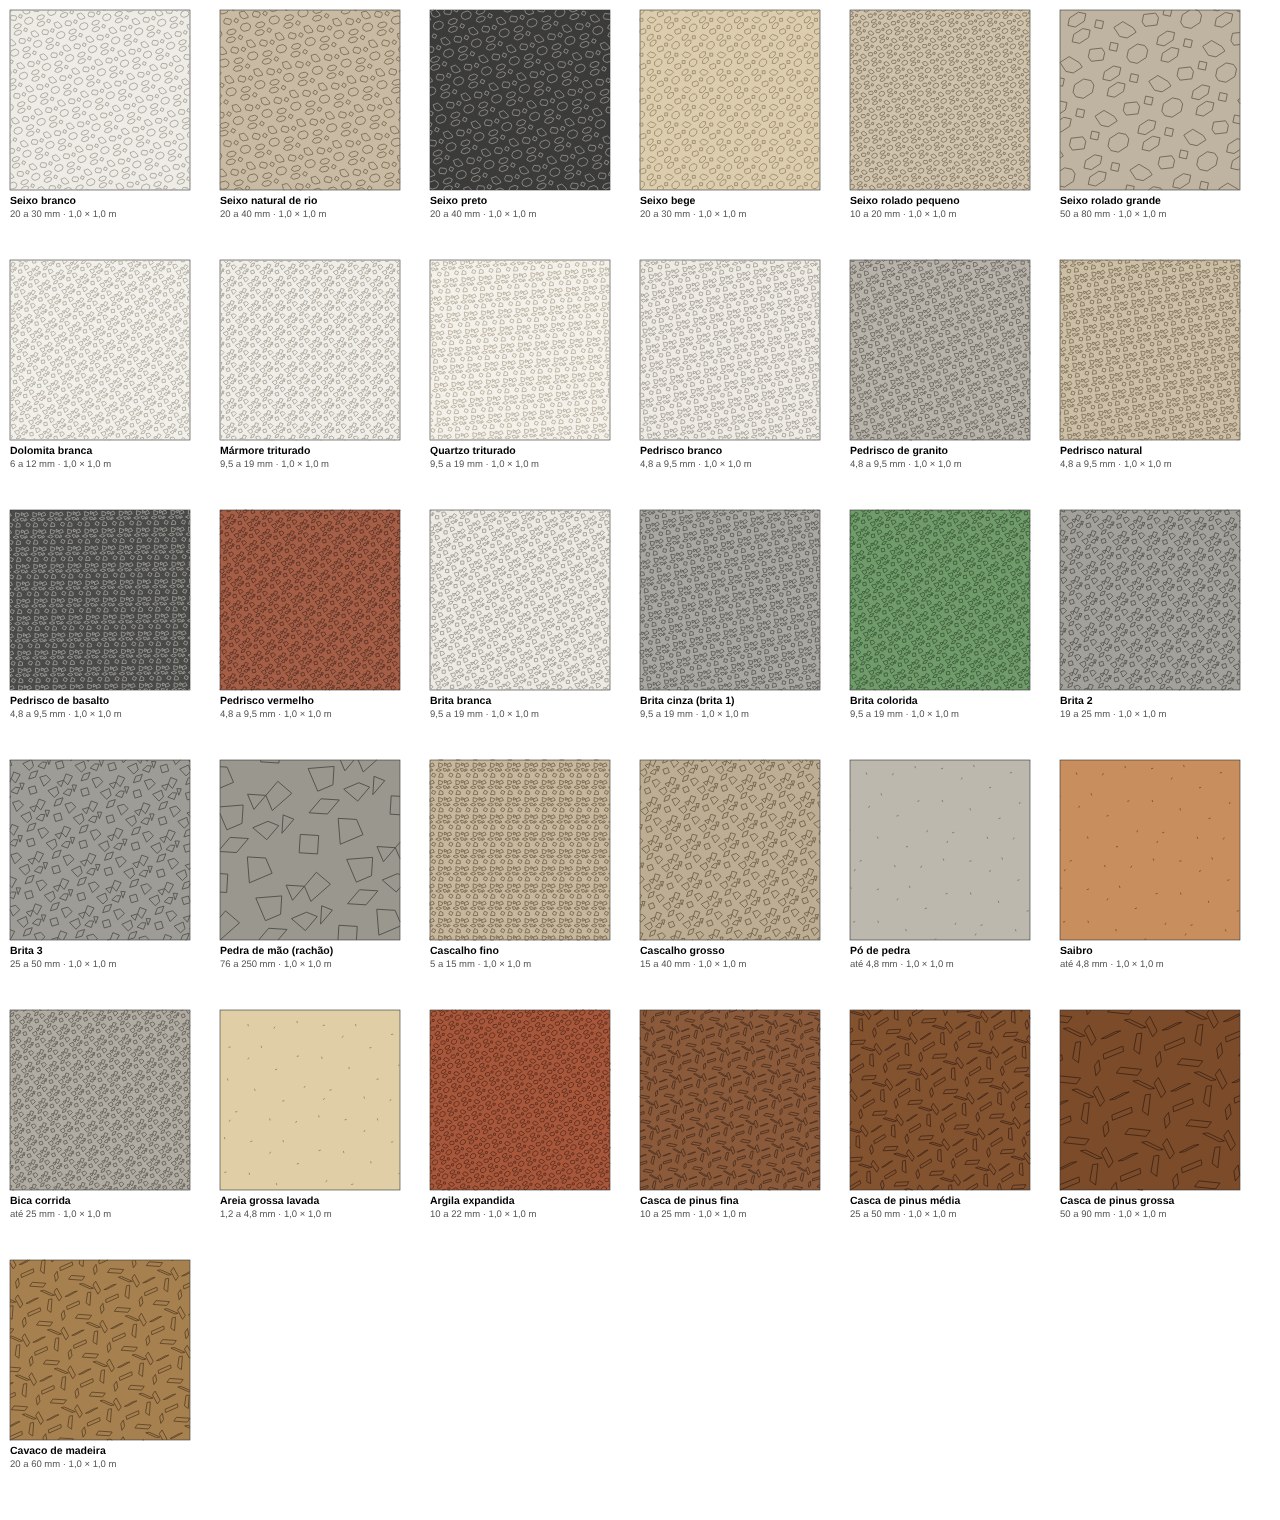 Seixo branco
20 a 30 mm · 1,0 × 1,0 m
Seixo natural de rio
20 a 40 mm · 1,0 × 1,0 m
Seixo preto
20 a 40 mm · 1,0 × 1,0 m
Seixo bege
20 a 30 mm · 1,0 × 1,0 m
Seixo rolado pequeno
10 a 20 mm · 1,0 × 1,0 m
Seixo rolado grande
50 a 80 mm · 1,0 × 1,0 m
Dolomita branca
6 a 12 mm · 1,0 × 1,0 m
Mármore triturado
9,5 a 19 mm · 1,0 × 1,0 m
Quartzo triturado
9,5 a 19 mm · 1,0 × 1,0 m
Pedrisco branco
4,8 a 9,5 mm · 1,0 × 1,0 m
Pedrisco de granito
4,8 a 9,5 mm · 1,0 × 1,0 m
Pedrisco natural
4,8 a 9,5 mm · 1,0 × 1,0 m
Pedrisco de basalto
4,8 a 9,5 mm · 1,0 × 1,0 m
Pedrisco vermelho
4,8 a 9,5 mm · 1,0 × 1,0 m
Brita branca
9,5 a 19 mm · 1,0 × 1,0 m
Brita cinza (brita 1)
9,5 a 19 mm · 1,0 × 1,0 m
Brita colorida
9,5 a 19 mm · 1,0 × 1,0 m
Brita 2
19 a 25 mm · 1,0 × 1,0 m
Brita 3
25 a 50 mm · 1,0 × 1,0 m
Pedra de mão (rachão)
76 a 250 mm · 1,0 × 1,0 m
Cascalho fino
5 a 15 mm · 1,0 × 1,0 m
Cascalho grosso
15 a 40 mm · 1,0 × 1,0 m
Pó de pedra
até 4,8 mm · 1,0 × 1,0 m
Saibro
até 4,8 mm · 1,0 × 1,0 m
Bica corrida
até 25 mm · 1,0 × 1,0 m
Areia grossa lavada
1,2 a 4,8 mm · 1,0 × 1,0 m
Argila expandida
10 a 22 mm · 1,0 × 1,0 m
Casca de pinus fina
10 a 25 mm · 1,0 × 1,0 m
Casca de pinus média
25 a 50 mm · 1,0 × 1,0 m
Casca de pinus grossa
50 a 90 mm · 1,0 × 1,0 m
Cavaco de madeira
20 a 60 mm · 1,0 × 1,0 m